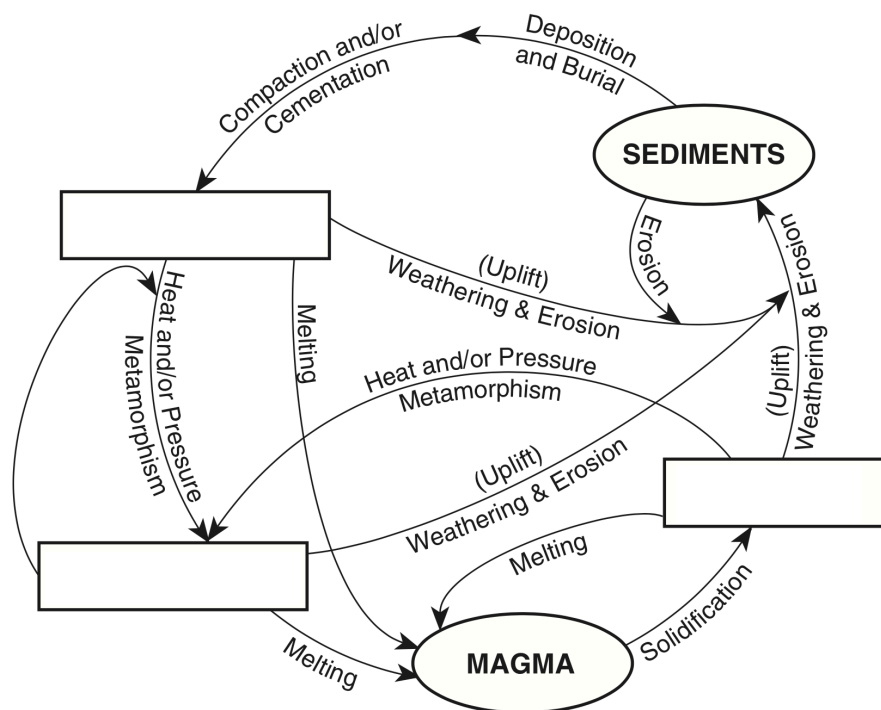 Deposition
and Burial
Compaction and/or
Cementation
SEDIMENTS
Erosion
(Uplift)
Weathering & Erosion
(Uplift)
Weathering & Erosion
Heat and/or Pressure
Metamorphism
Melting
Heat and/or Pressure
Metamorphism
(Uplift)
Weathering & Erosion
Melting
Solidification
MAGMA
Melting